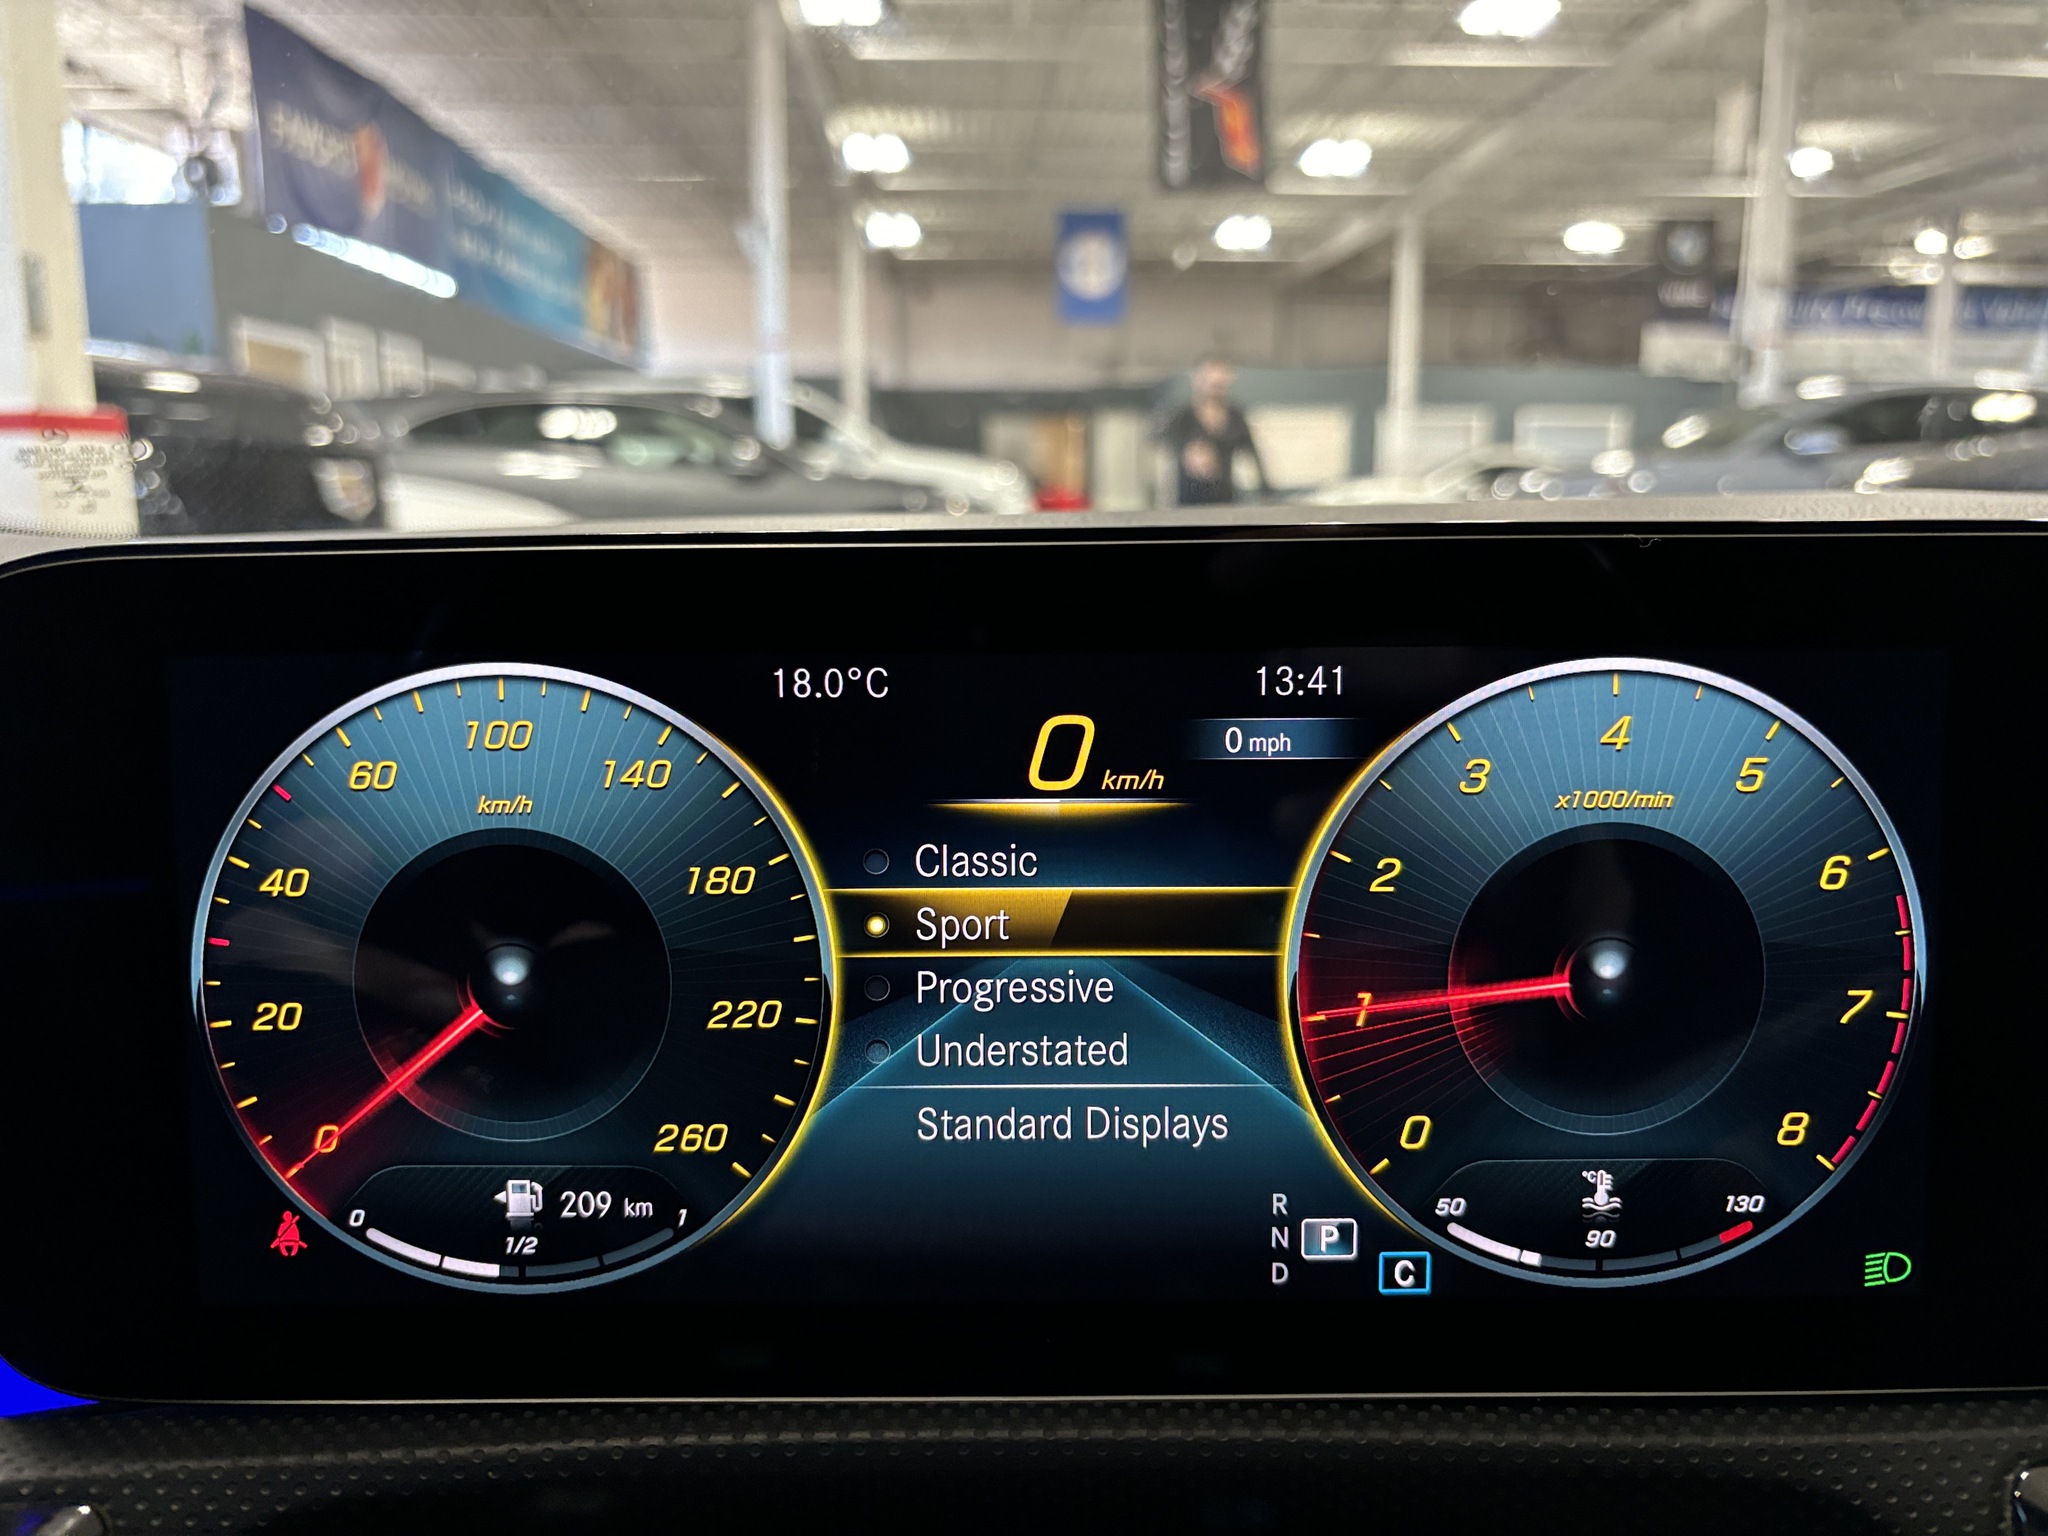 18.0°C
13:41
0 km/h
0 mph
Classic
Sport
Progressive
Understated
Standard Displays
0
20
40
60
100
140
180
220
260
km/h
209 km
0
1/2
1
0
1
2
3
4
5
6
7
8
x1000/min
°C
50
90
130
R
N
D
P
C